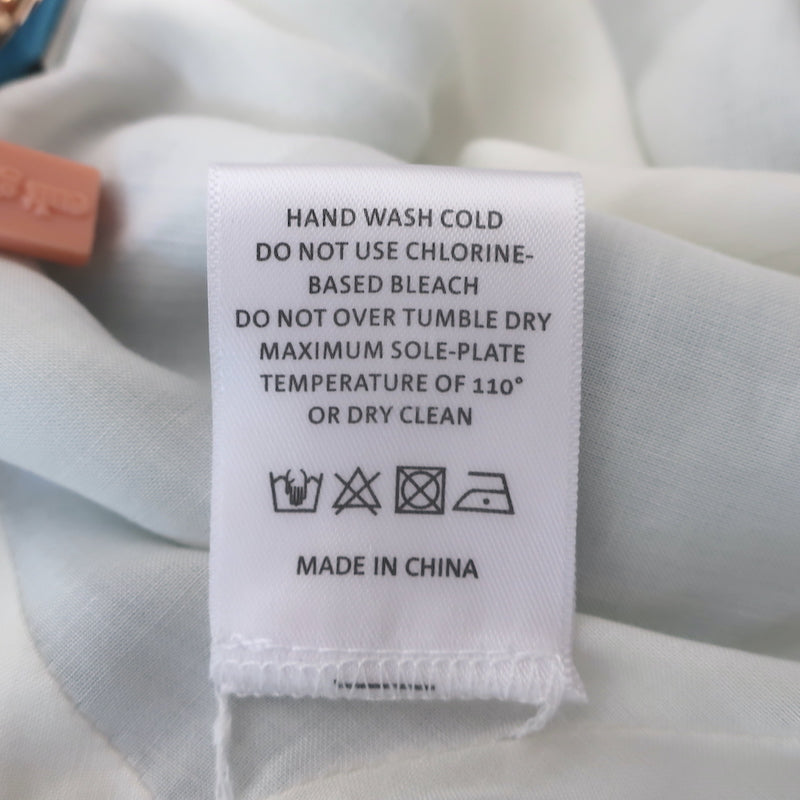 HAND WASH COLD
DO NOT USE CHLORINE-
BASED BLEACH
DO NOT OVER TUMBLE DRY
MAXIMUM SOLE-PLATE
TEMPERATURE OF 110°
OR DRY CLEAN
MADE IN CHINA